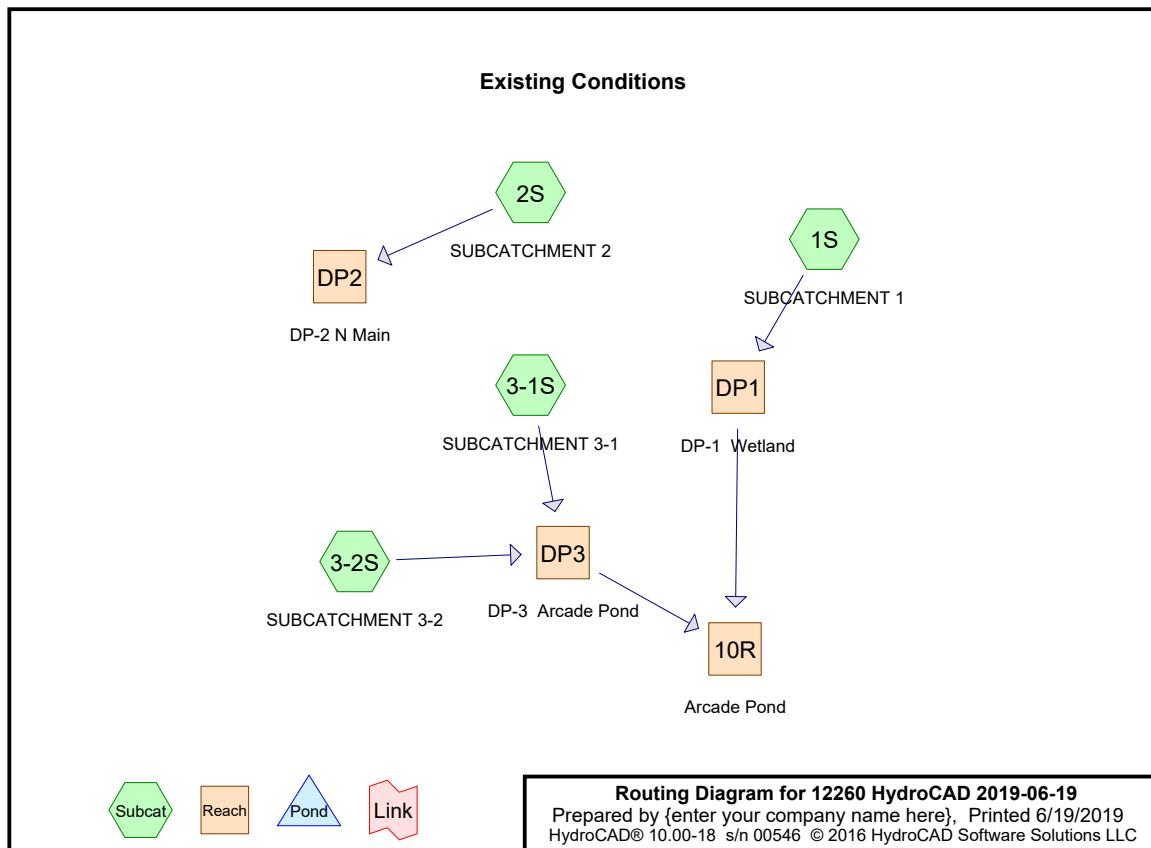 Existing Conditions
2S
SUBCATCHMENT 2
1S
SUBCATCHMENT 1
DP2
DP-2 N Main
3-1S
SUBCATCHMENT 3-1
DP1
DP-1 Wetland
3-2S
SUBCATCHMENT 3-2
DP3
DP-3 Arcade Pond
10R
Arcade Pond
Subcat
Reach
Pond
Link
Routing Diagram for 12260 HydroCAD 2019-06-19
Prepared by {enter your company name here}, Printed 6/19/2019
HydroCAD® 10.00-18 s/n 00546 © 2016 HydroCAD Software Solutions LLC